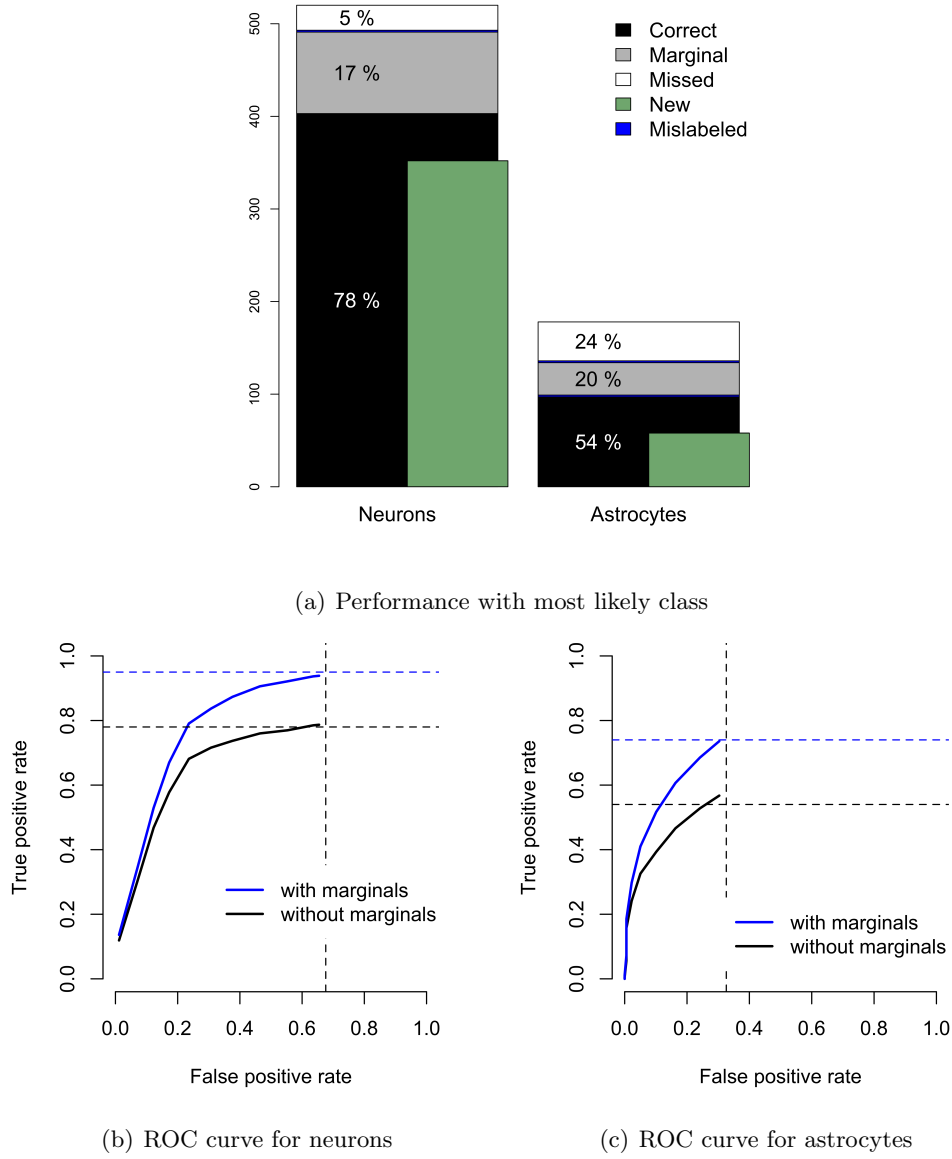 500
400
300
200
100
0
5 %
17 %
78 %
24 %
20 %
54 %
Correct
Marginal
Missed
New
Mislabeled
Neurons
Astrocytes
(a) Performance with most likely class
True positive rate
1.0
0.8
0.6
0.4
0.2
0.0
with marginals
without marginals
0.0 0.2 0.4 0.6 0.8 1.0
False positive rate
(b) ROC curve for neurons
True positive rate
1.0
0.8
0.6
0.4
0.2
0.0
with marginals
without marginals
0.0 0.2 0.4 0.6 0.8 1.0
False positive rate
(c) ROC curve for astrocytes